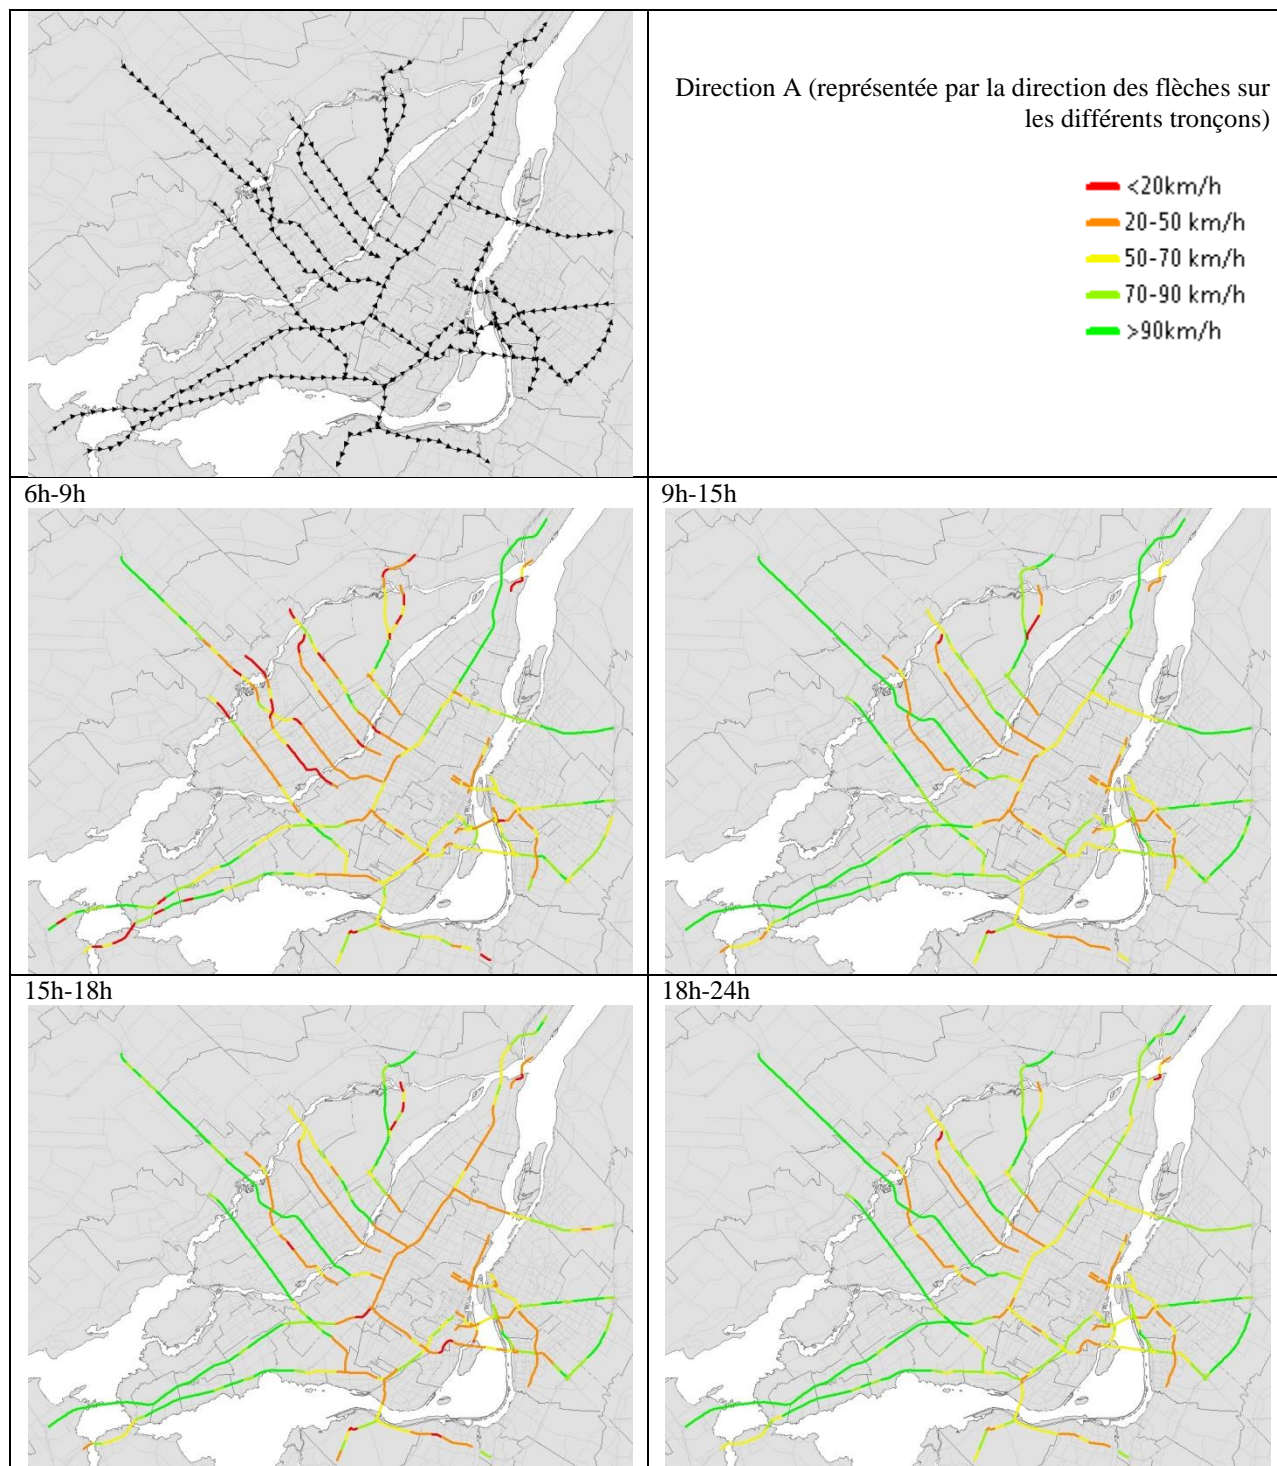 Direction A (représentée par la direction des flèches sur
les différents tronçons)
<20km/h
20-50 km/h
50-70 km/h
70-90 km/h
>90km/h
6h-9h
9h-15h
15h-18h
18h-24h